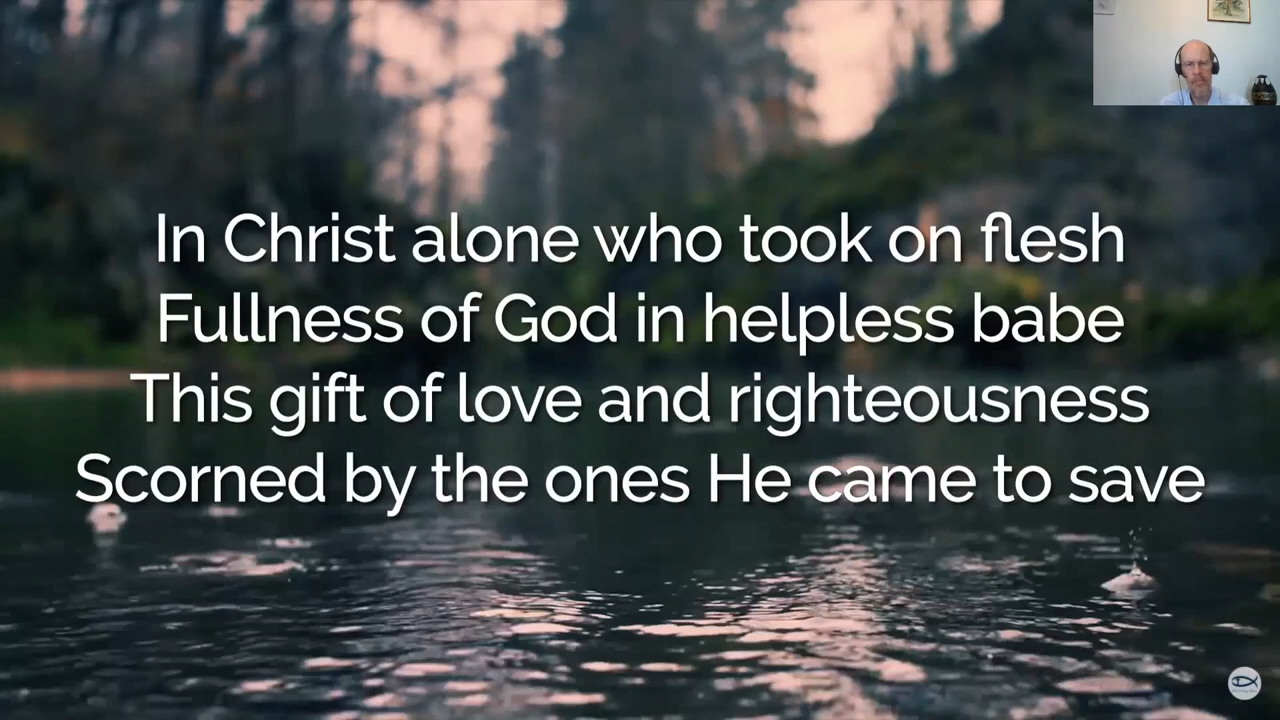 In Christ alone who took on flesh
Fullness of God in helpless babe
This gift of love and righteousness
Scorned by the ones He came to save